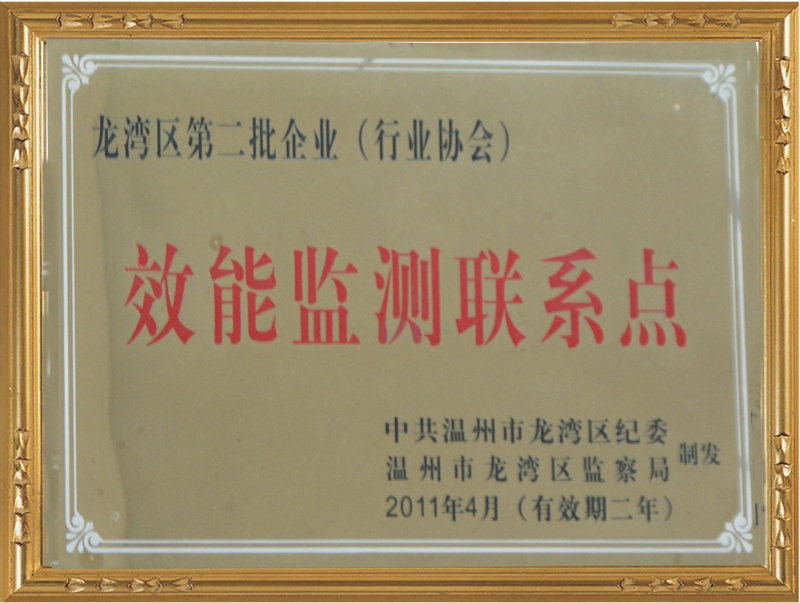 龙湾区第二批企业（行业协会）
效能监测联系点
中共温州市龙湾区纪委
温州市龙湾区监察局
制发
2011年4月（有效期二年）